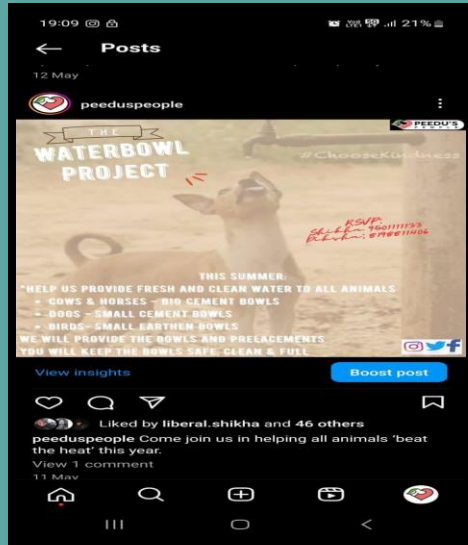 19:09
21%
Posts
12 May
peeduspeople
PEEDU'S
PEOPLE
THE
WATERBOWL
PROJECT
#ChooseKindness
RSVP:
Shikha 9501111133
THIS SUMMER,
*HELP US PROVIDE FRESH AND CLEAN WATER TO ALL ANIMALS
• COWS & HORSES - BIG CEMENT BOWLS
• DOGS - SMALL CEMENT BOWLS
• BIRDS- SMALL EARTHEN BOWLS
WE WILL PROVIDE THE BOWLS AND PRELACEMENTS
YOU WILL KEEP THE BOWLS SAFE, CLEAN & FULL
View insights
Boost post
Liked by liberal.shikha and 46 others
peeduspeople Come join us in helping all animals 'beat
the heat' this year.
View 1 comment
11 May